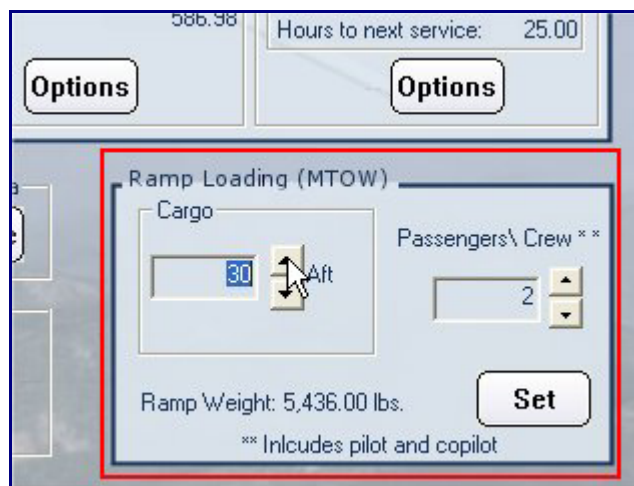 586.98
Hours to next service: 25.00
Options
Options
Ramp Loading (MTOW)
Cargo
Passengers\ Crew **
30
Aft
2
Ramp Weight: 5,436.00 lbs.
Set
** Inlcudes pilot and copilot